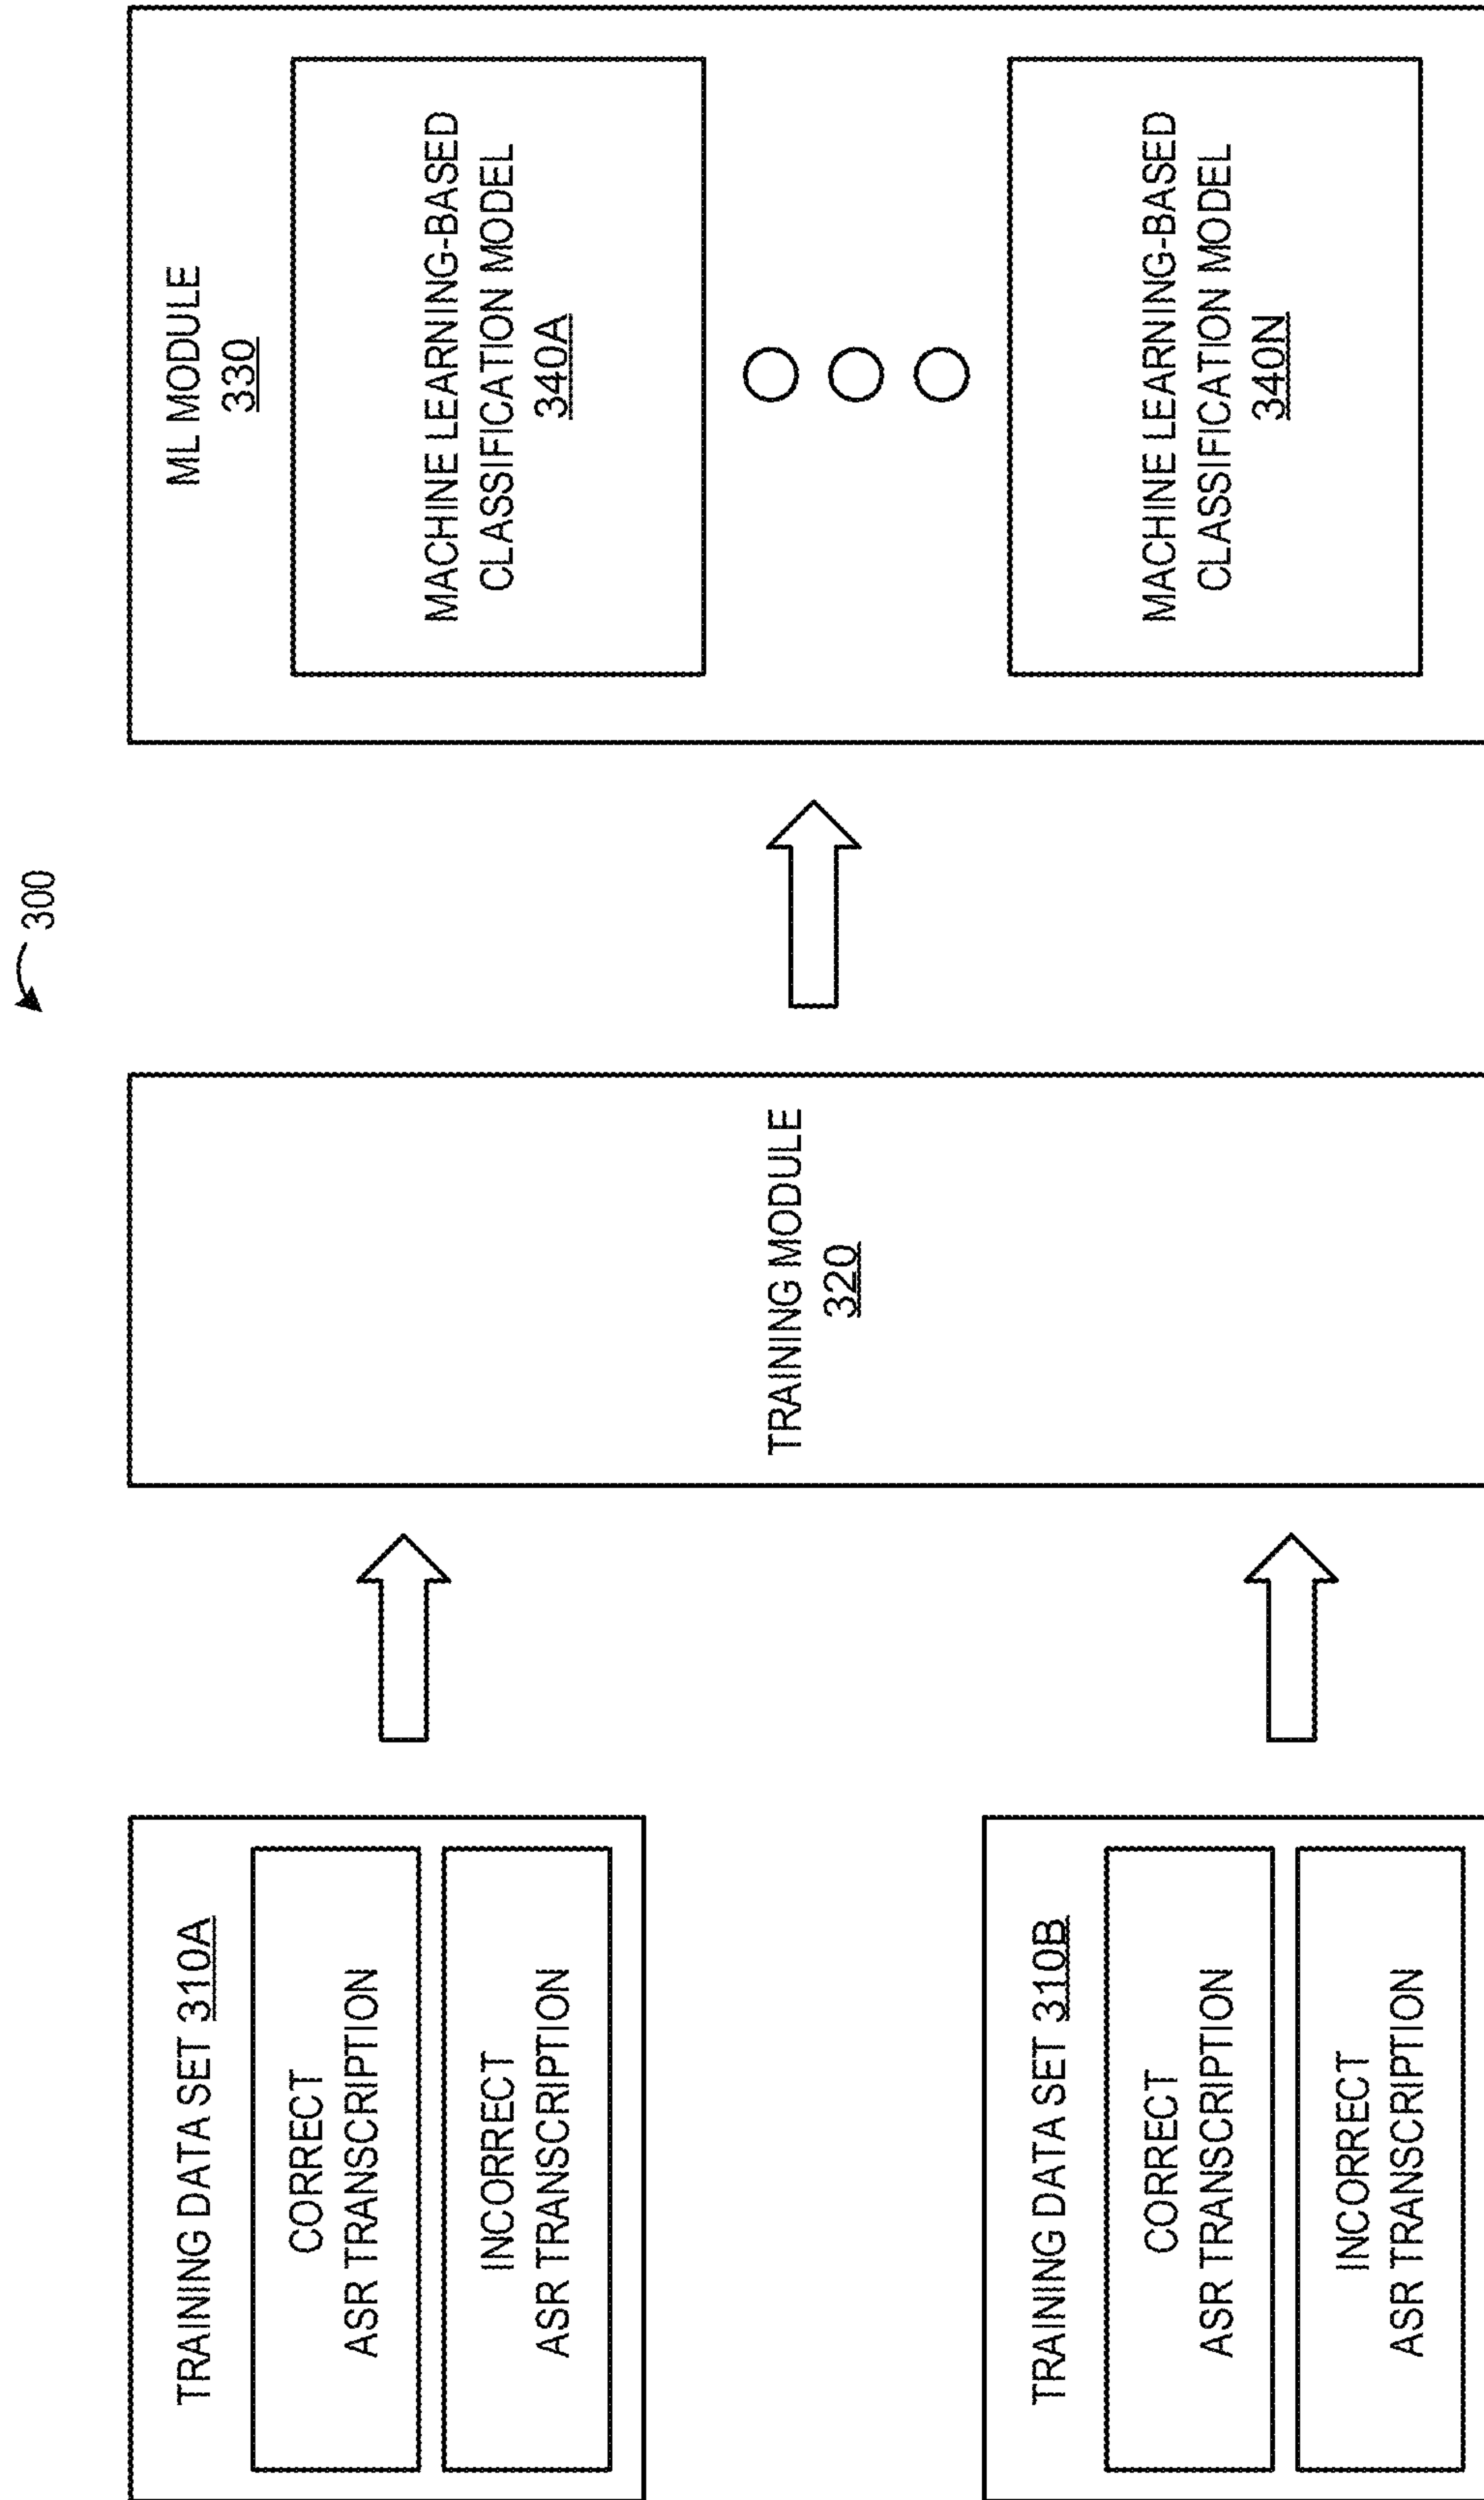 300
TRAINING DATA SET 310A
CORRECT
ASR TRANSCRIPTION
INCORRECT
ASR TRANSCRIPTION
TRAINING DATA SET 310B
CORRECT
ASR TRANSCRIPTION
INCORRECT
ASR TRANSCRIPTION
TRAINING MODULE
320
ML MODULE
330
MACHINE LEARNING-BASED
CLASSIFICATION MODEL
340A
MACHINE LEARNING-BASED
CLASSIFICATION MODEL
340N